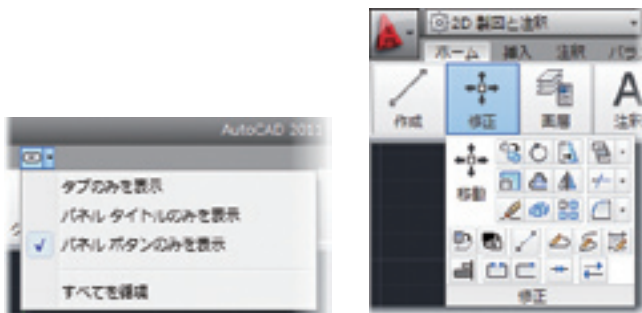 AutoCAD 2011
タブのみを表示
パネル タイトルのみを表示
パネル ボタンのみを表示
すべてを循環
2D 製図と注釈
ホーム 挿入 注釈 パラ
作成 修正 画層 注釈
移動
修正